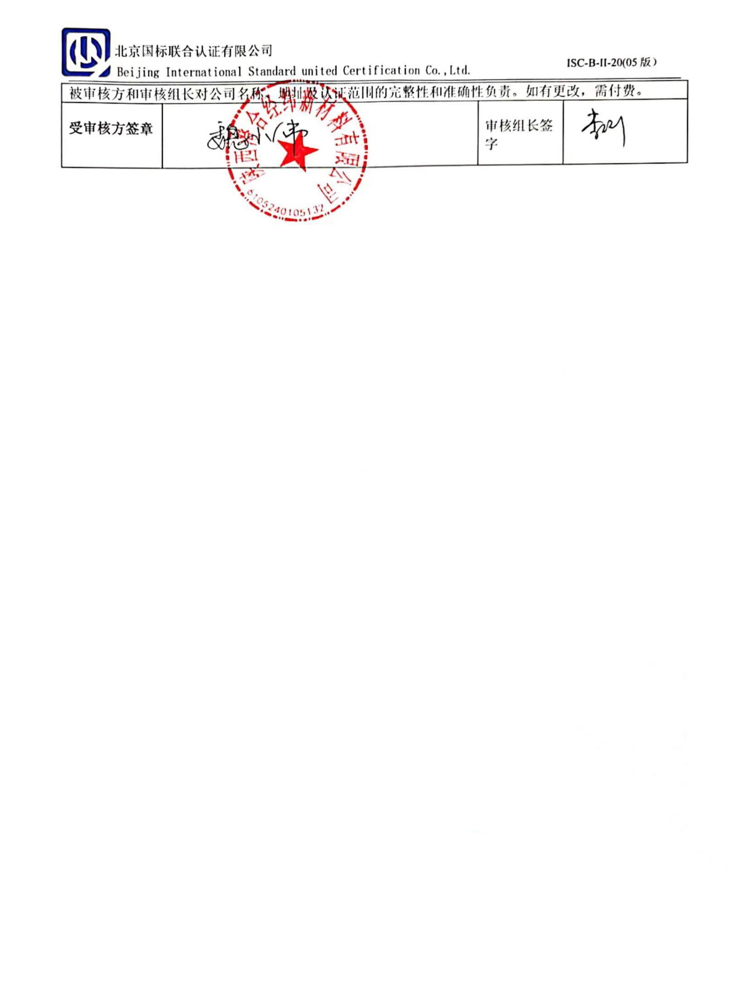 北京国标联合认证有限公司
ISC-B-II-20(05 版)
Beijing International Standard united Certification Co.,Ltd.
被审核方和审核组长对公司名称、地址及认证范围的完整性和准确性负责。如有更改，需付费。
受审核方签章
魏小伟
陕西 合经纬新材料有限公司
6105240105132
审核组长签
字
李